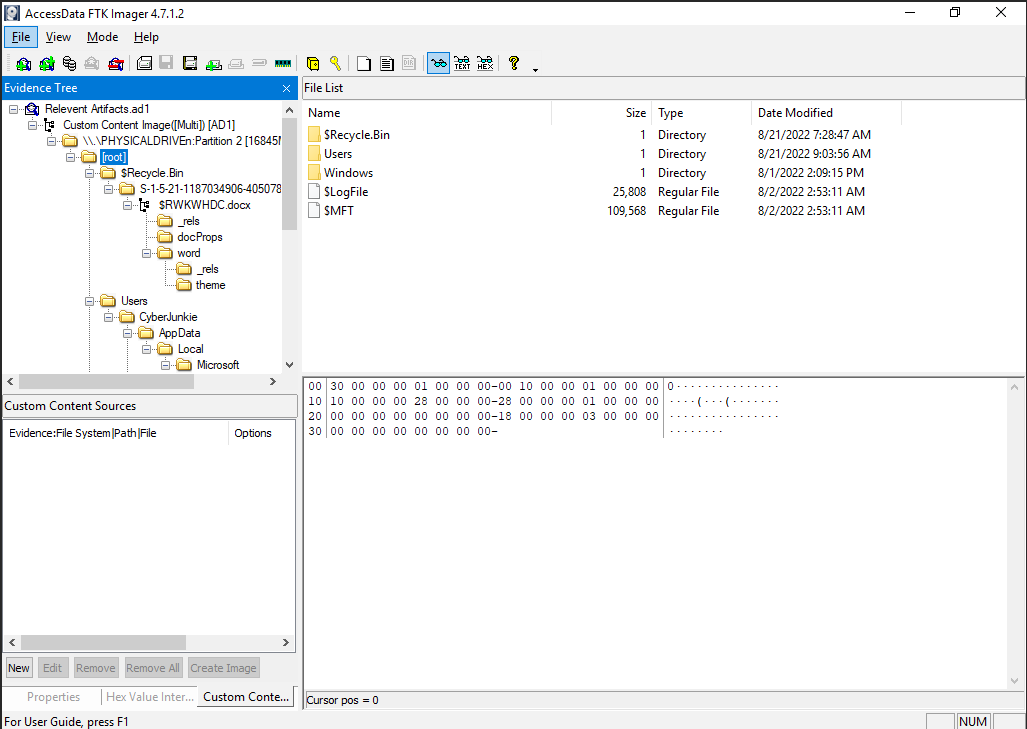 AccessData FTK Imager 4.7.1.2
File View Mode Help
Evidence Tree
Relevent Artifacts.ad1
Custom Content Image([Multi]) [AD1]
\\.\PHYSICALDRIVEn:Partition 2 [16845M
[root]
$Recycle.Bin
S-1-5-21-1187034906-405078
$RWKWHDC.docx
_rels
docProps
word
_rels
theme
Users
CyberJunkie
AppData
Local
Microsoft
Custom Content Sources
Evidence:File System|Path|File Options
New Edit Remove Remove All Create Image
Properties Hex Value Inter... Custom Conte...
File List
Name Size Type Date Modified
$Recycle.Bin 1 Directory 8/21/2022 7:28:47 AM
Users 1 Directory 8/21/2022 9:03:56 AM
Windows 1 Directory 8/1/2022 2:09:15 PM
$LogFile 25,808 Regular File 8/2/2022 2:53:11 AM
$MFT 109,568 Regular File 8/2/2022 2:53:11 AM
00 30 00 00 00 01 00 00 00-00 10 00 00 01 00 00 00 0···············
10 10 00 00 00 28 00 00 00-28 00 00 00 01 00 00 00 ····(···(·······
20 00 00 00 00 00 00 00 00-18 00 00 00 03 00 00 00 ················
30 00 00 00 00 00 00 00 00- ········
Cursor pos = 0
For User Guide, press F1
NUM